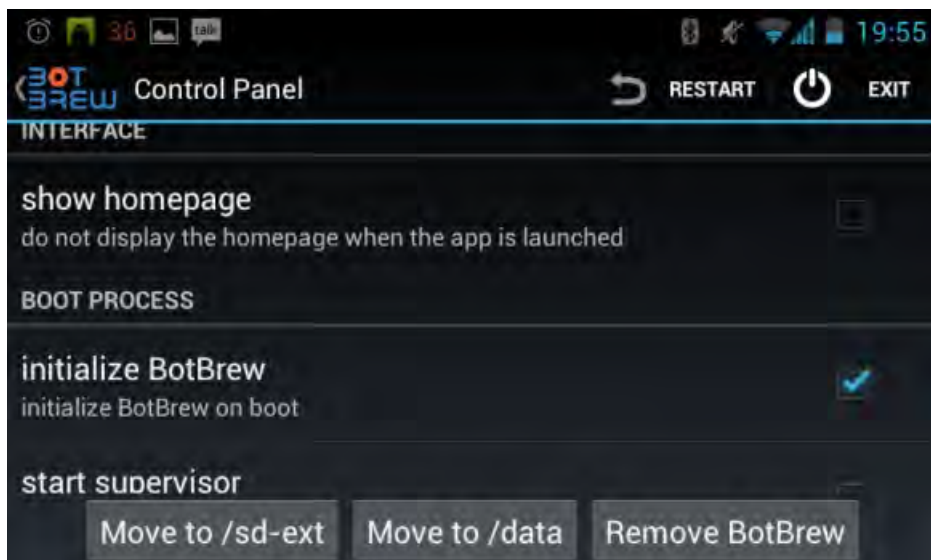 36 talk 19:55
BOT BREW Control Panel RESTART EXIT
INTERFACE
show homepage
do not display the homepage when the app is launched
BOOT PROCESS
initialize BotBrew
initialize BotBrew on boot
start supervisor
Move to /sd-ext Move to /data Remove BotBrew